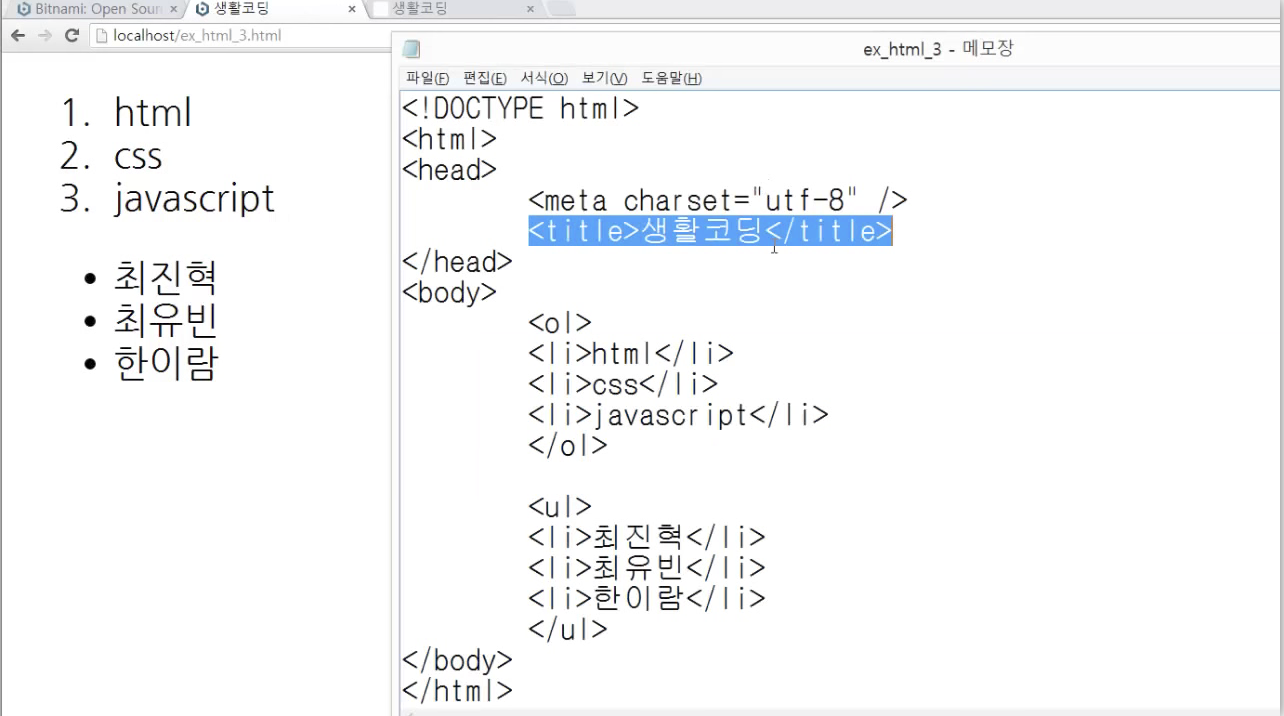 Bitnami: Open Sour
생활코딩
생활코딩
localhost/ex_html_3.html
1. html
2. css
3. javascript
• 최진혁
• 최유빈
• 한이람
ex_html_3 - 메모장
파일(F) 편집(E) 서식(O) 보기(V) 도움말(H)
<!DOCTYPE html>
<html>
<head>
<meta charset="utf-8" />
<title>생활코딩</title>
</head>
<body>
<ol>
<li>html</li>
<li>css</li>
<li>javascript</li>
</ol>
<ul>
<li>최진혁</li>
<li>최유빈</li>
<li>한이람</li>
</ul>
</body>
</html>